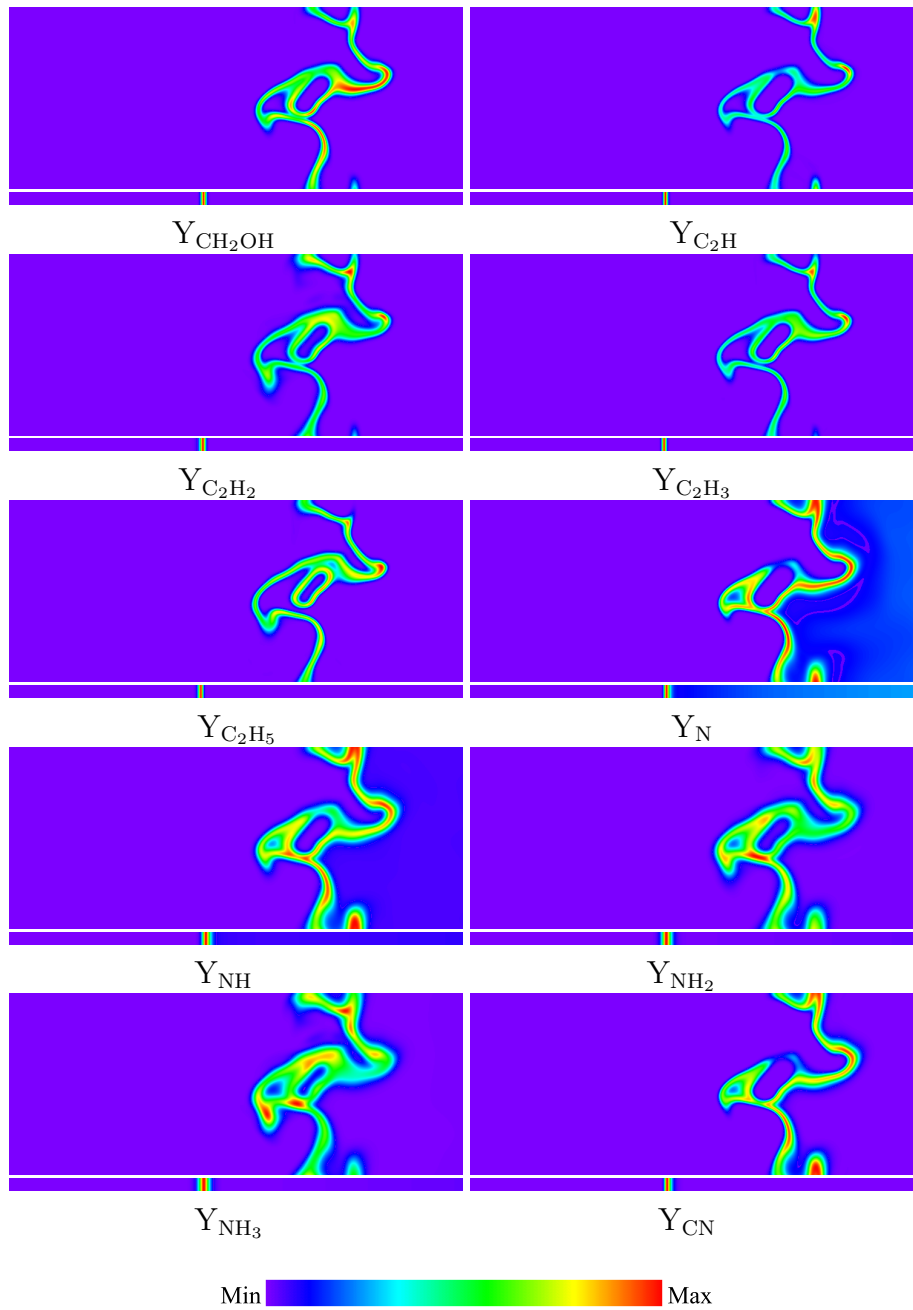 Y_CH₂OH Y_C₂H
Y_C₂H₂ Y_C₂H₃
Y_C₂H₅ Y_N
Y_NH Y_NH₂
Y_NH₃ Y_CN
Min Max